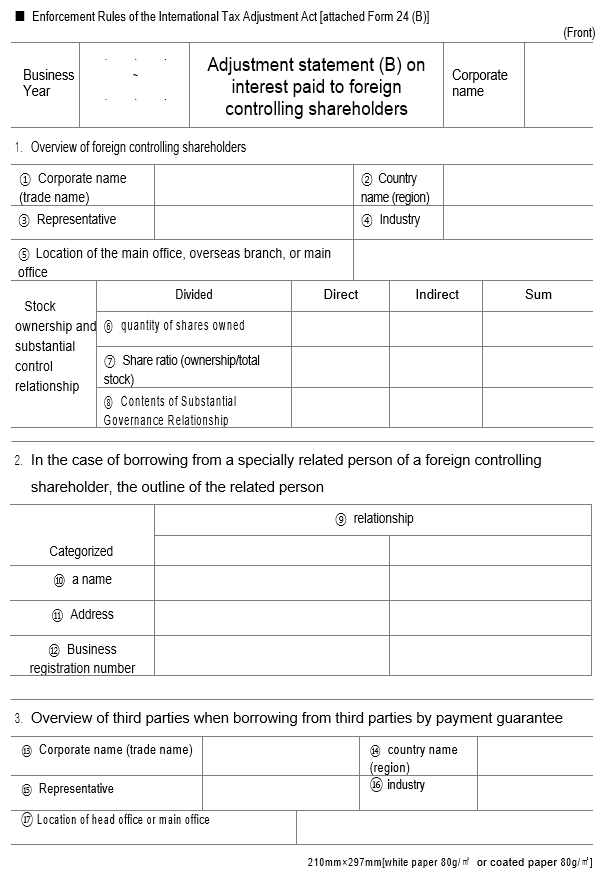 ■ Enforcement Rules of the International Tax Adjustment Act [attached Form 24 (B)]
(Front)
Business Year
. . .
~
. . .
Adjustment statement (B) on
interest paid to foreign
controlling shareholders
Corporate
name
1. Overview of foreign controlling shareholders
① Corporate name
(trade name)
② Country
name (region)
③ Representative
④ Industry
⑤ Location of the main office, overseas branch, or main
office
Stock
ownership and
substantial
control
relationship
Divided
Direct
Indirect
Sum
⑥ quantity of shares owned
⑦ Share ratio (ownership/total
stock)
⑧ Contents of Substantial
Governance Relationship
2. In the case of borrowing from a specially related person of a foreign controlling
shareholder, the outline of the related person
Categorized
⑨ relationship
⑩ a name
⑪ Address
⑫ Business
registration number
3. Overview of third parties when borrowing from third parties by payment guarantee
⑬ Corporate name (trade name)
⑭ country name
(region)
⑮ Representative
⑯ industry
⑰ Location of head office or main office
210mm×297mm[white paper 80g/㎡ or coated paper 80g/㎡]